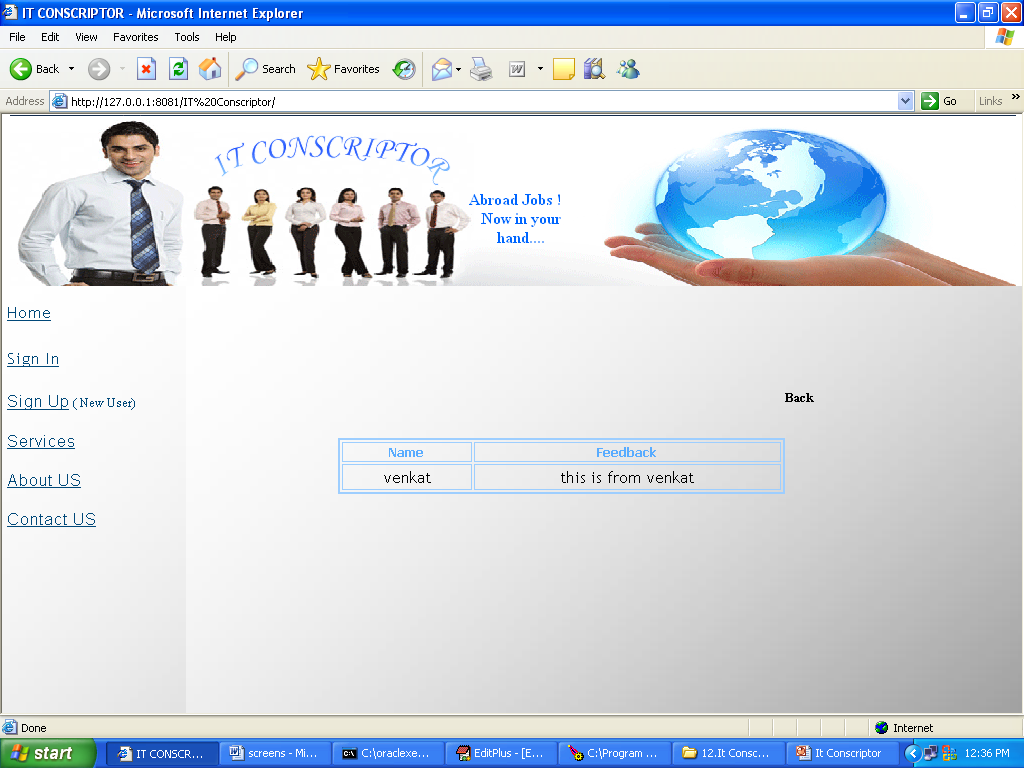 IT CONSCRIPTOR - Microsoft Internet Explorer
File Edit View Favorites Tools Help
Back Search Favorites
Address http://127.0.0.1:8081/IT%20Conscriptor/ Go Links »
IT CONSCRIPTOR
Abroad Jobs !
Now in your
hand....
Home
Sign In
Sign Up ( New User)
Services
About US
Contact US
Back
Name Feedback
venkat this is from venkat
Done Internet
start IT CONSCR... screens - Mi... C:\oraclexe... EditPlus - [E... C:\Program ... 12.It Consc... It Conscriptor 12:36 PM